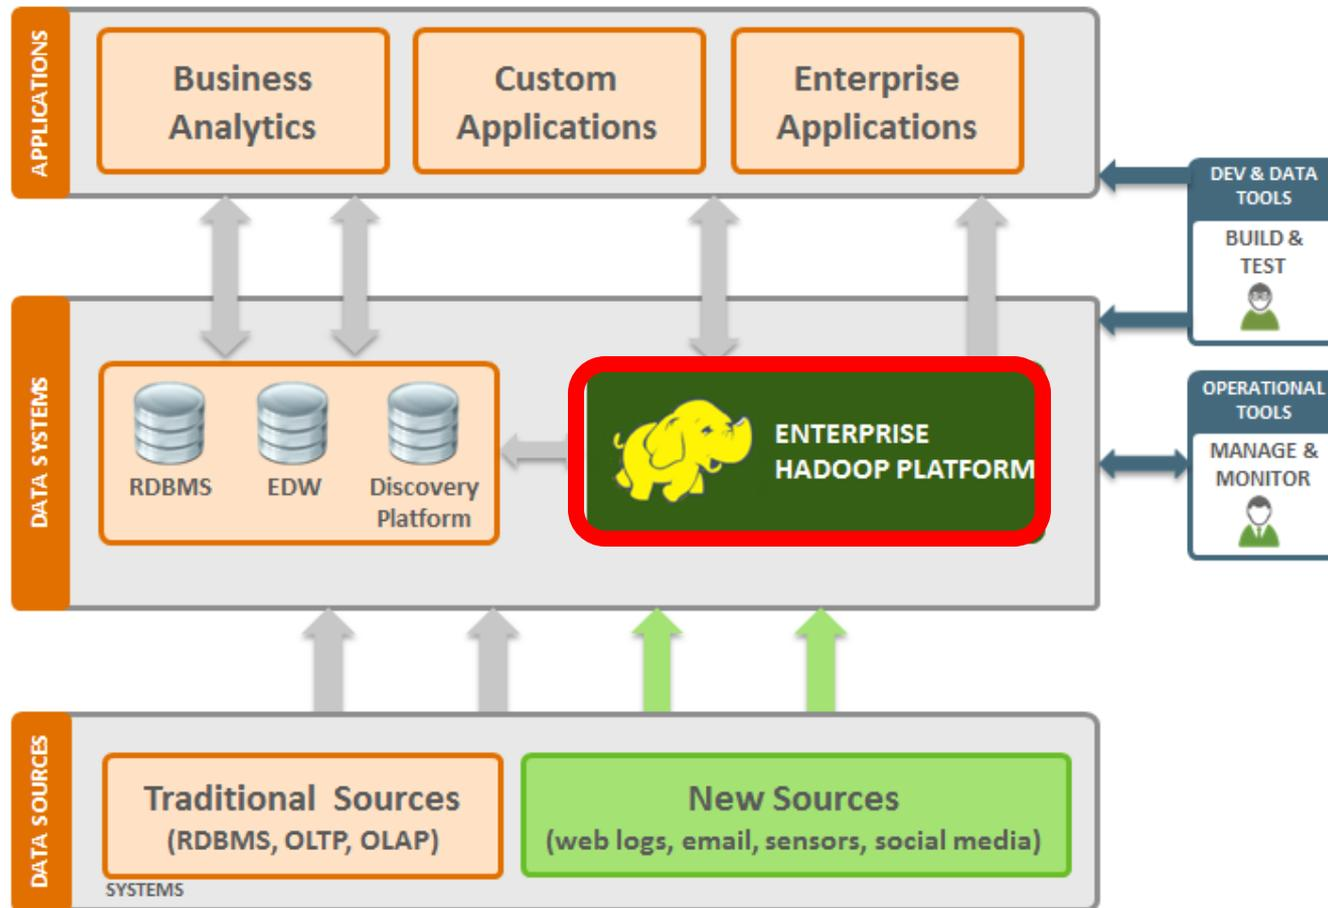 APPLICATIONS
Business
Analytics
Custom
Applications
Enterprise
Applications
DEV & DATA
TOOLS
BUILD &
TEST
DATA SYSTEMS
RDBMS
EDW
Discovery
Platform
ENTERPRISE
HADOOP PLATFORM
OPERATIONAL
TOOLS
MANAGE &
MONITOR
DATA SOURCES
Traditional Sources
(RDBMS, OLTP, OLAP)
New Sources
(web logs, email, sensors, social media)
SYSTEMS